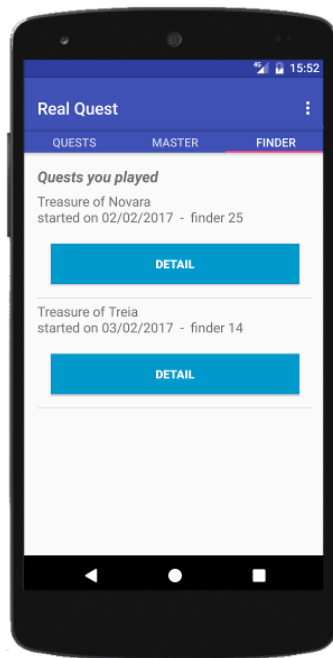 4G 15:52
Real Quest
QUESTS MASTER FINDER
Quests you played
Treasure of Novara
started on 02/02/2017 - finder 25
DETAIL
Treasure of Treia
started on 03/02/2017 - finder 14
DETAIL